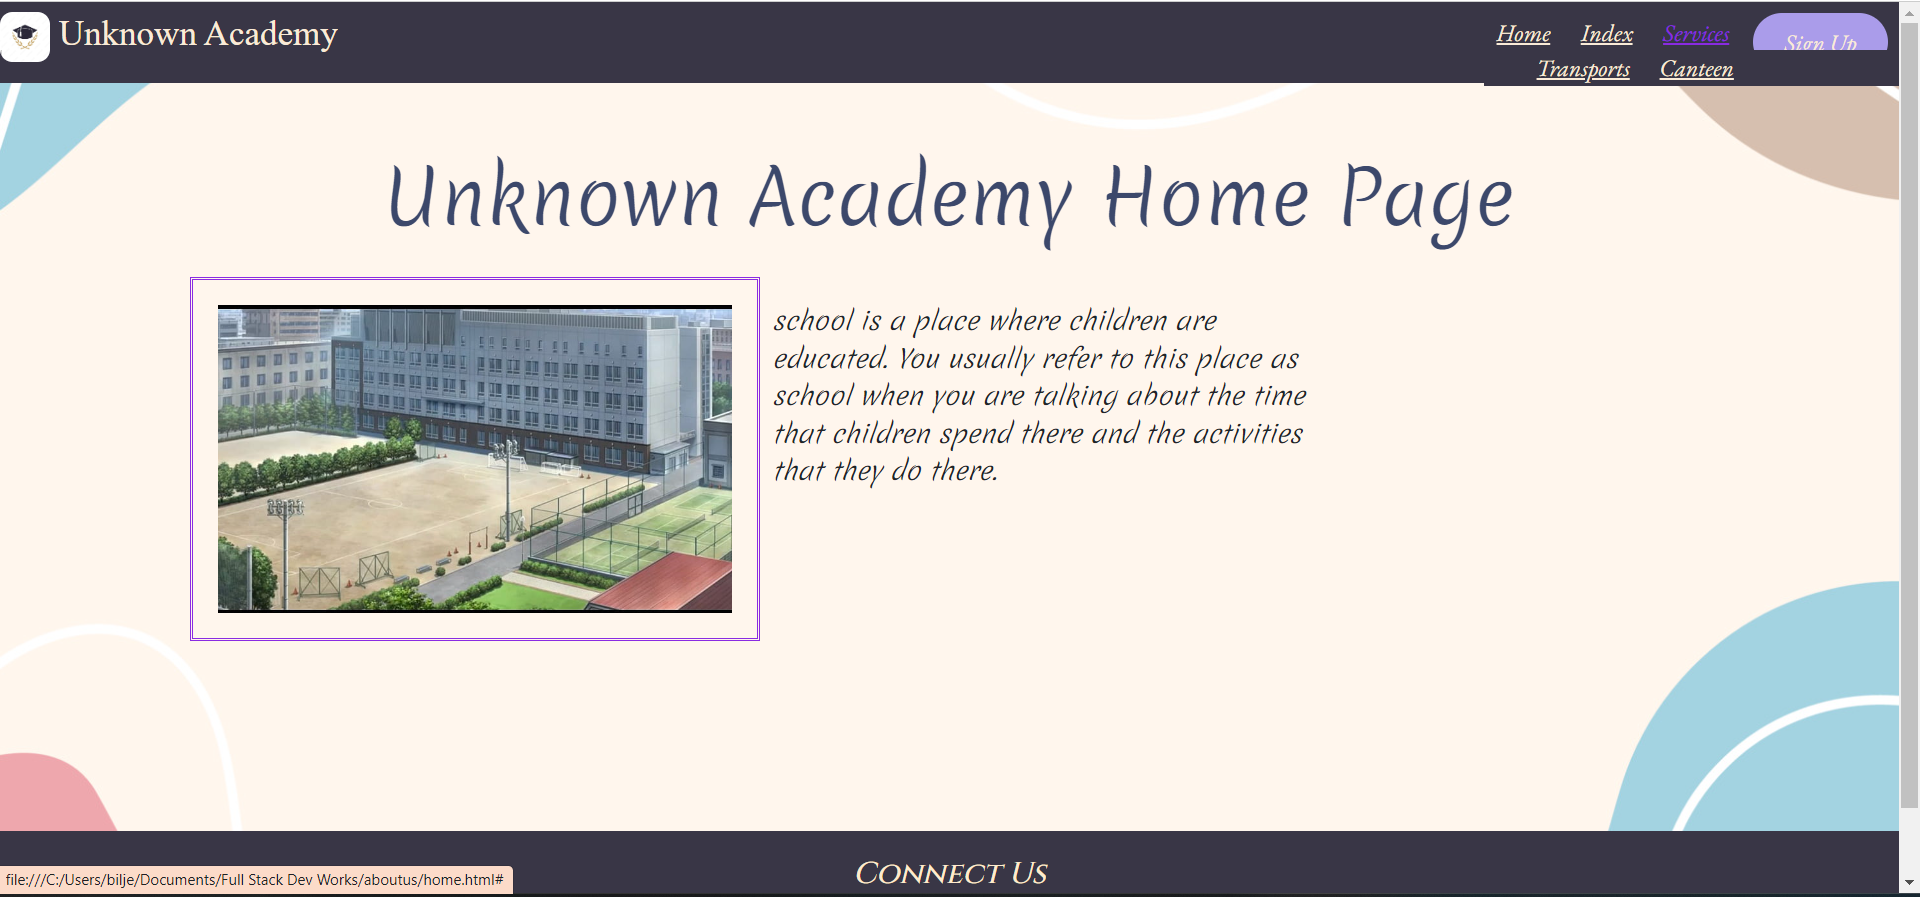 Unknown Academy
Home Index Services Sign Up
Transports Canteen
Unknown Academy Home Page
school is a place where children are
educated. You usually refer to this place as
school when you are talking about the time
that children spend there and the activities
that they do there.
Connect Us
file:///C:/Users/bilje/Documents/Full Stack Dev Works/aboutus/home.html#